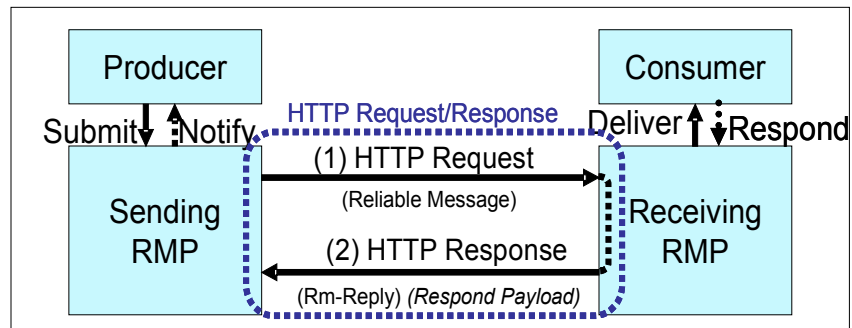 Producer
Consumer
HTTP Request/Response
Submit Notify
Deliver Respond
(1) HTTP Request
(Reliable Message)
Sending
RMP
Receiving
RMP
(2) HTTP Response
(Rm-Reply) (Respond Payload)